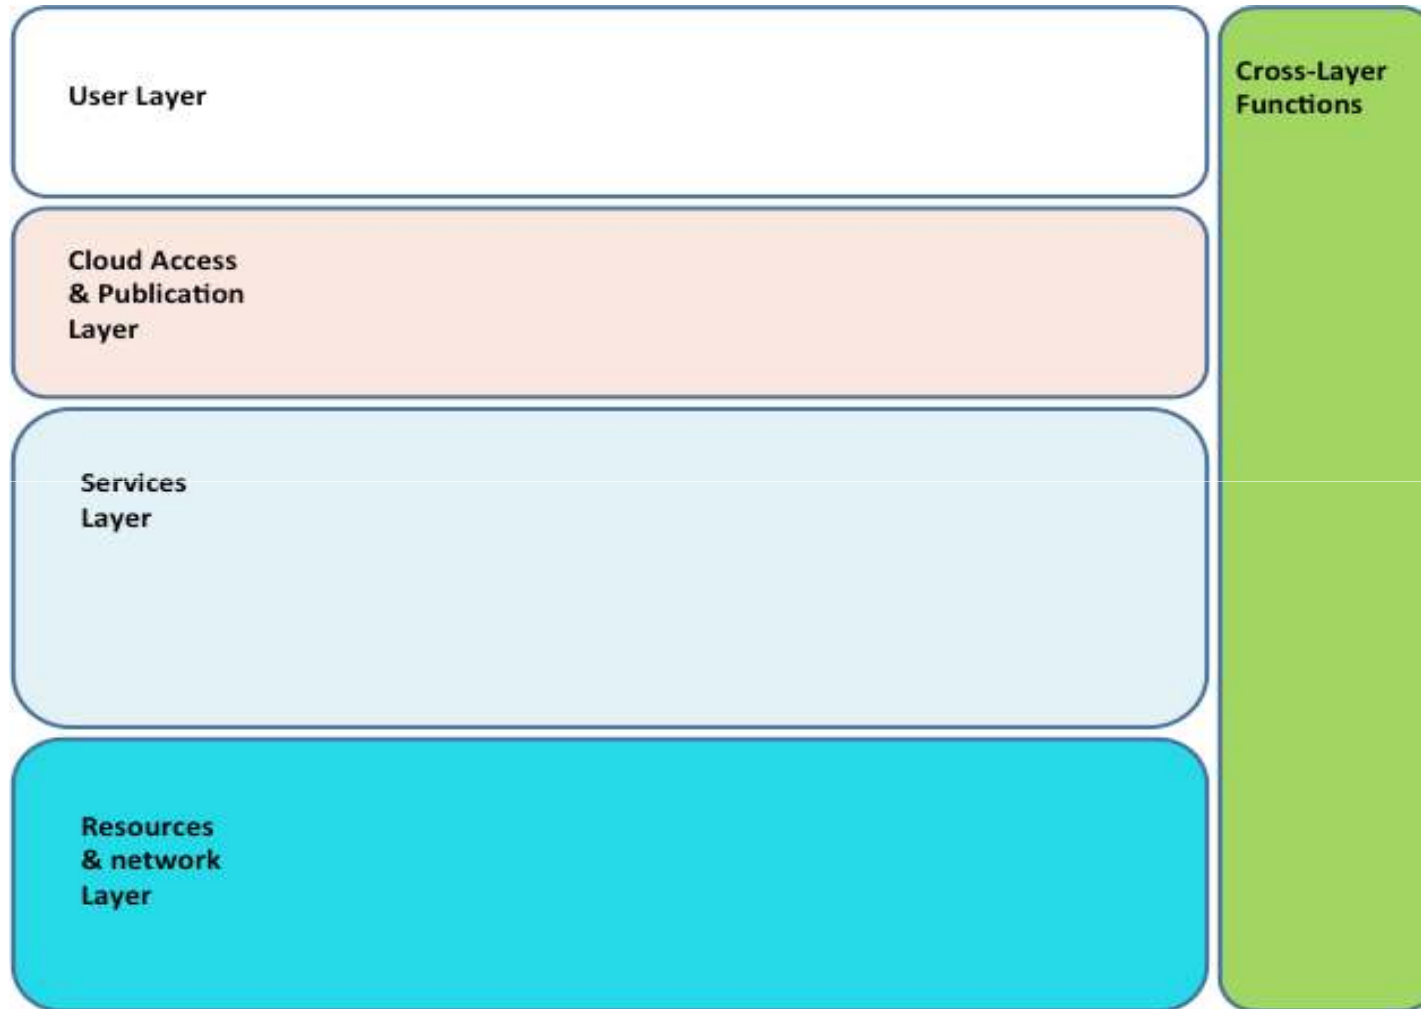 User Layer
Cross-Layer
Functions
Cloud Access
& Publication
Layer
Services
Layer
Resources
& network
Layer